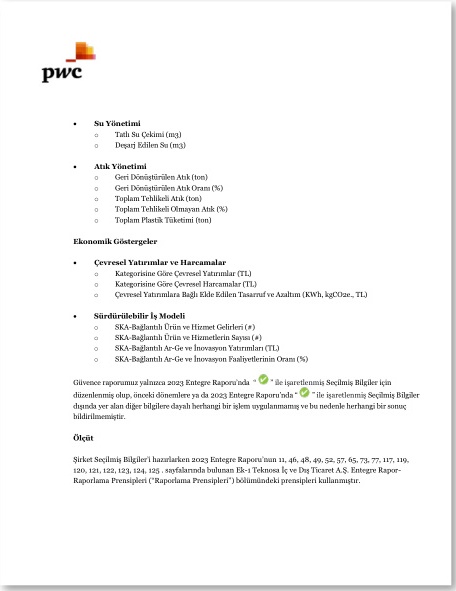 pwc
• Su Yönetimi
o Tatlı Su Çekimi (m3)
o Deşarj Edilen Su (m3)
• Atık Yönetimi
o Geri Dönüştürülen Atık (ton)
o Geri Dönüştürülen Atık Oranı (%)
o Toplam Tehlikeli Atık (ton)
o Toplam Tehlikeli Olmayan Atık (%)
o Toplam Plastik Tüketimi (ton)
Ekonomik Göstergeler
• Çevresel Yatırımlar ve Harcamalar
o Kategorisine Göre Çevresel Yatırımlar (TL)
o Kategorisine Göre Çevresel Harcamalar (TL)
o Çevresel Yatırımlara Bağlı Elde Edilen Tasarruf ve Azaltım (KWh, kgCO2e., TL)
• Sürdürülebilir İş Modeli
o SKA-Bağlantılı Ürün ve Hizmet Gelirleri (#)
o SKA-Bağlantılı Ürün ve Hizmetlerin Sayısı (#)
o SKA-Bağlantılı Ar-Ge ve İnovasyon Yatırımları (TL)
o SKA-Bağlantılı Ar-Ge ve İnovasyon Faaliyetlerinin Oranı (%)
Güvence raporumuz yalnızca 2023 Entegre Raporu'nda “ ✅ ” ile işaretlenmiş Seçilmiş Bilgiler için
düzenlenmiş olup, önceki dönemlere ya da 2023 Entegre Raporu'nda “ ✅ ” ile işaretlenmiş Seçilmiş Bilgiler
dışında yer alan diğer bilgilere dayalı herhangi bir işlem uygulanmamış ve bu nedenle herhangi bir sonuç
bildirilmemiştir.
Ölçüt
Şirket Seçilmiş Bilgiler'i hazırlarken 2023 Entegre Raporu'nun 11, 46, 48, 49, 52, 57, 65, 73, 77, 117, 119,
120, 121, 122, 123, 124, 125 . sayfalarında bulunan Ek-1 Teknosa İç ve Dış Ticaret A.Ş. Entegre Rapor-
Raporlama Prensipleri (“Raporlama Prensipleri”) bölümündeki prensipleri kullanmıştır.